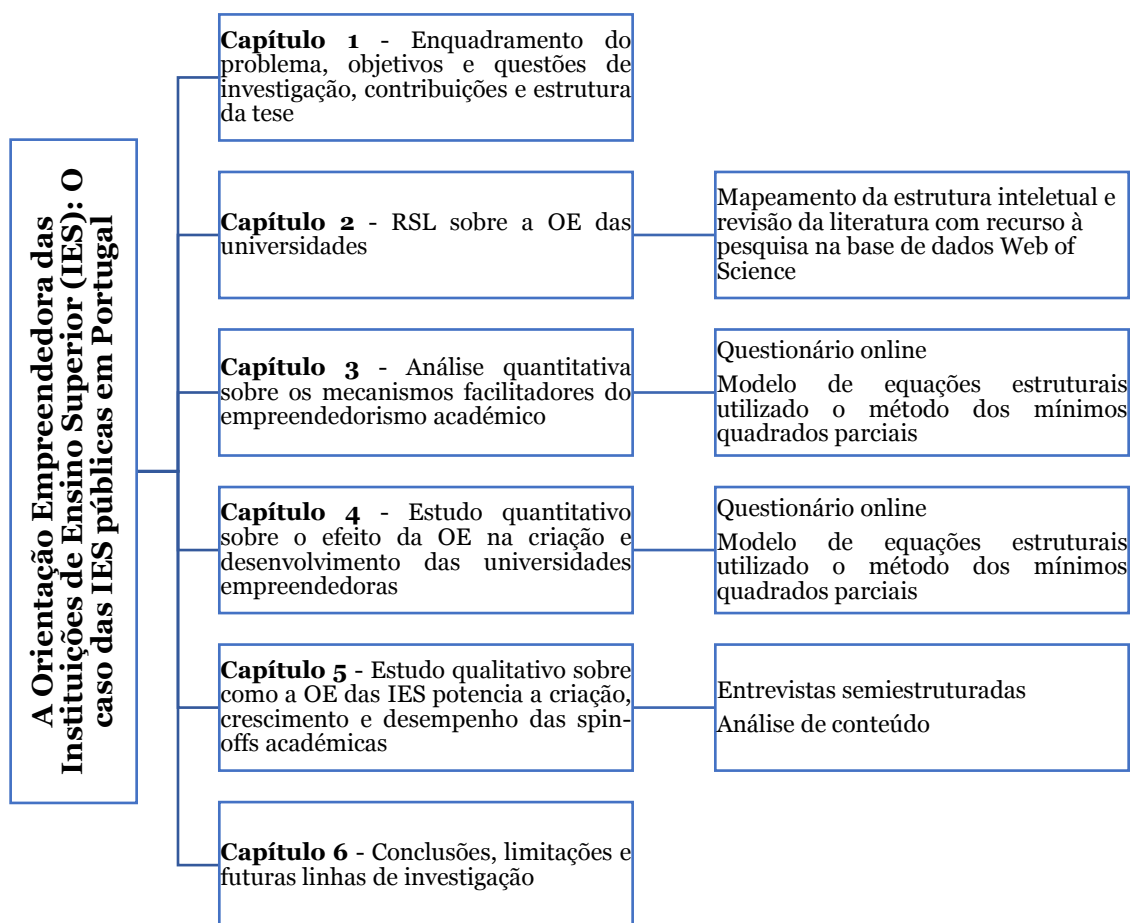 A Orientação Empreendedora das
Instituições de Ensino Superior (IES): O
caso das IES públicas em Portugal
Capítulo 1 - Enquadramento do
problema, objetivos e questões de
investigação, contribuições e estrutura
da tese
Capítulo 2 - RSL sobre a OE das
universidades
Mapeamento da estrutura inteletual e
revisão da literatura com recurso à
pesquisa na base de dados Web of
Science
Capítulo 3 - Análise quantitativa
sobre os mecanismos facilitadores do
empreendedorismo académico
Questionário online
Modelo de equações estruturais
utilizado o método dos mínimos
quadrados parciais
Capítulo 4 - Estudo quantitativo
sobre o efeito da OE na criação e
desenvolvimento das universidades
empreendedoras
Questionário online
Modelo de equações estruturais
utilizado o método dos mínimos
quadrados parciais
Capítulo 5 - Estudo qualitativo sobre
como a OE das IES potencia a criação,
crescimento e desempenho das spin-
offs académicas
Entrevistas semiestruturadas
Análise de conteúdo
Capítulo 6 - Conclusões, limitações e
futuras linhas de investigação